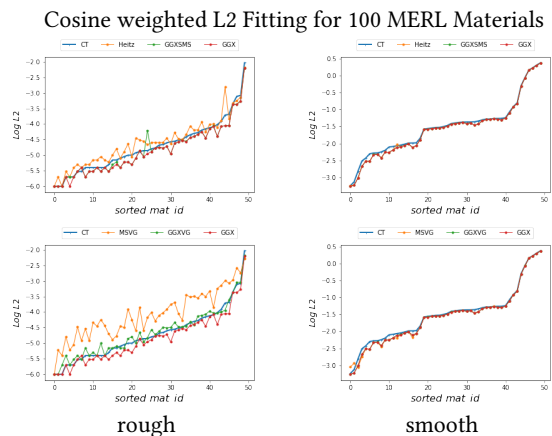 Cosine weighted L2 Fitting for 100 MERL Materials
CT Heitz GGXSMS GGX
CT Heitz GGXSMS GGX
−2.0
−2.5
−3.0
−3.5
−4.0
−4.5
−5.0
−5.5
−6.0
Log L2
0 10 20 30 40 50
sorted mat id
0.5
0.0
−0.5
−1.0
−1.5
−2.0
−2.5
−3.0
Log L2
0 10 20 30 40 50
sorted mat id
CT MSVG GGXVG GGX
CT MSVG GGXVG GGX
−2.0
−2.5
−3.0
−3.5
−4.0
−4.5
−5.0
−5.5
−6.0
Log L2
0 10 20 30 40 50
sorted mat id
0.5
0.0
−0.5
−1.0
−1.5
−2.0
−2.5
−3.0
Log L2
0 10 20 30 40 50
sorted mat id
rough
smooth